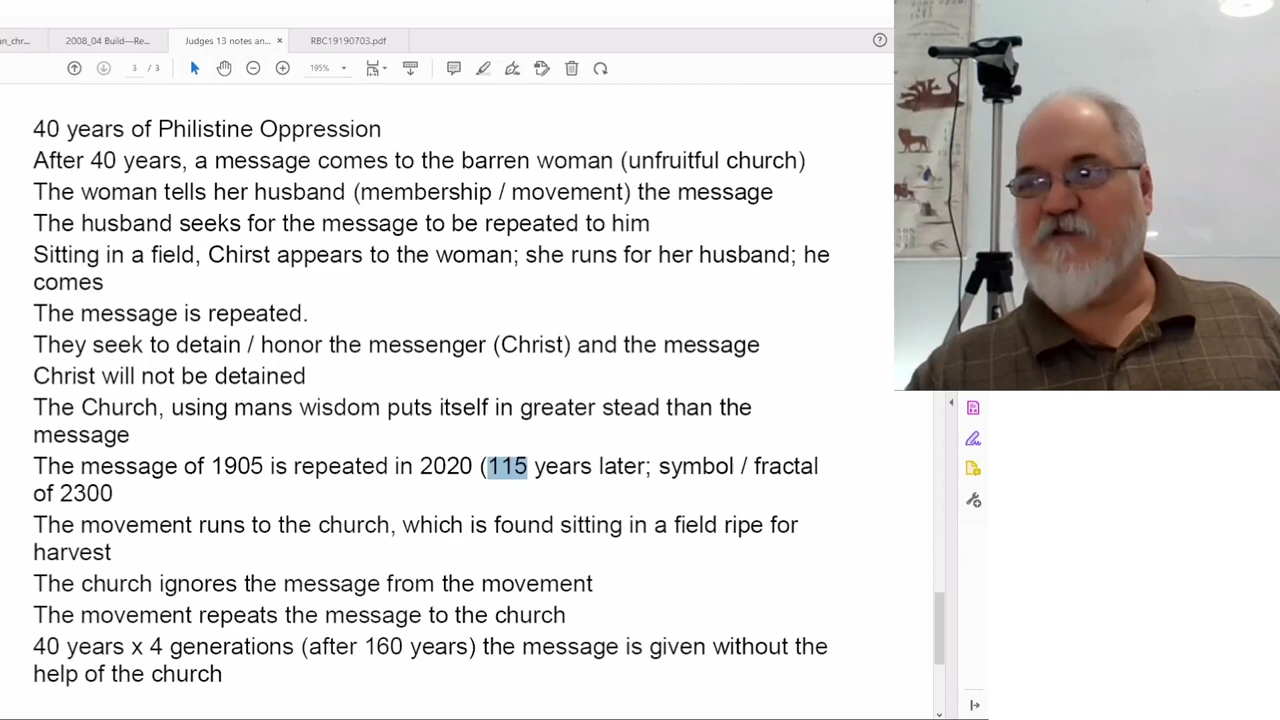 an_chr...
2008_04 Build—Re...
Judges 13 notes an...
RBC19190703.pdf
3 / 3
195%
40 years of Philistine Oppression
After 40 years, a message comes to the barren woman (unfruitful church)
The woman tells her husband (membership / movement) the message
The husband seeks for the message to be repeated to him
Sitting in a field, Chirst appears to the woman; she runs for her husband; he
comes
The message is repeated.
They seek to detain / honor the messenger (Christ) and the message
Christ will not be detained
The Church, using mans wisdom puts itself in greater stead than the
message
The message of 1905 is repeated in 2020 (115 years later; symbol / fractal
of 2300
The movement runs to the church, which is found sitting in a field ripe for
harvest
The church ignores the message from the movement
The movement repeats the message to the church
40 years x 4 generations (after 160 years) the message is given without the
help of the church